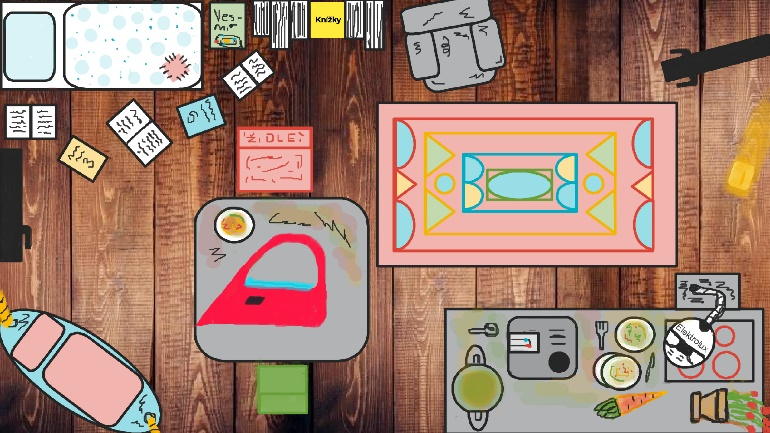 Ves-
mír
Knížky
ŽIDLE
Elektrolux